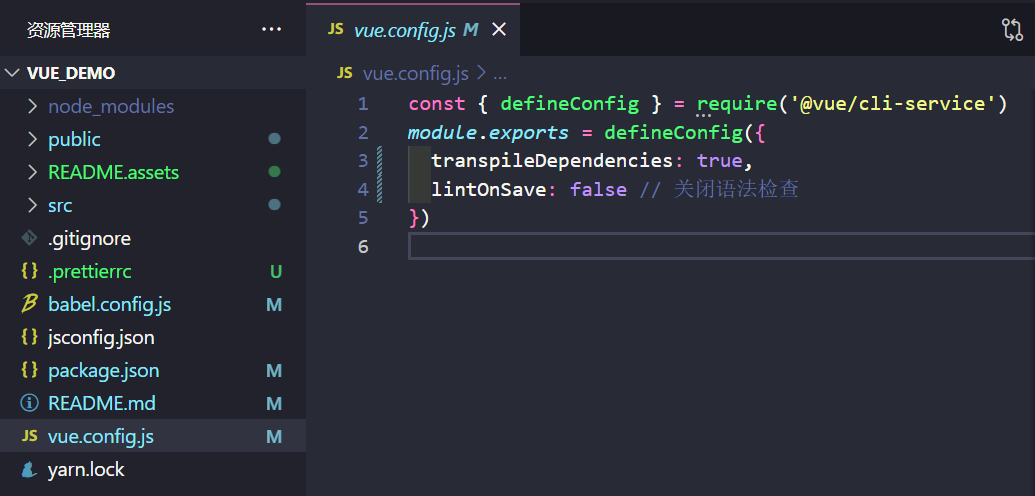 资源管理器
VUE_DEMO
node_modules
public
README.assets
src
.gitignore
.prettierrc U
babel.config.js M
jsconfig.json
package.json M
README.md M
vue.config.js M
yarn.lock
JS vue.config.js M
JS vue.config.js > ...
1 const { defineConfig } = require('@vue/cli-service')
2 module.exports = defineConfig({
3 transpileDependencies: true,
4 lintOnSave: false // 关闭语法检查
5 })
6